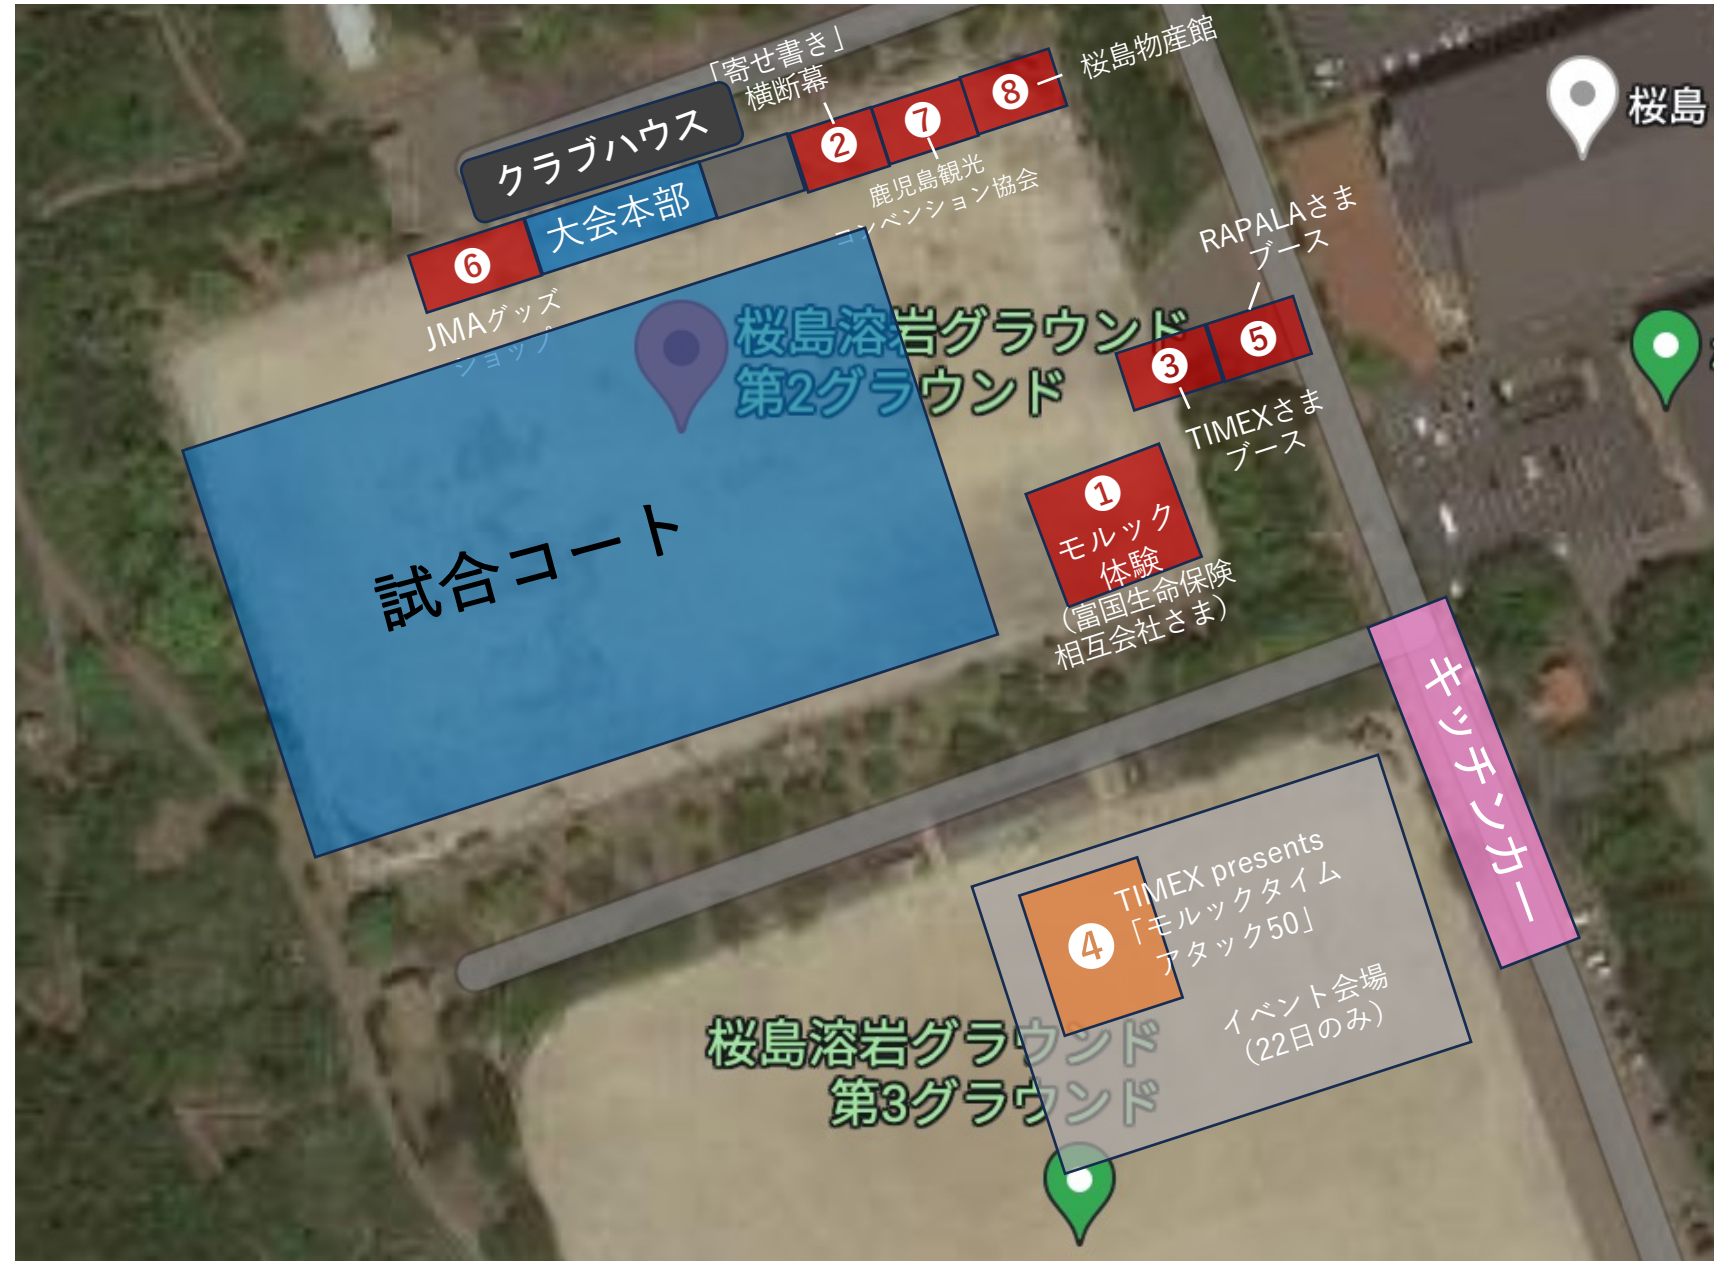 「寄せ書き」
横断幕
桜島物産館
クラブハウス
❷
❼
❽
桜島
大会本部
鹿児島観光
コンベンション協会
❻
JMAグッズ
ショップ
RAPALAさま
ブース
桜島溶岩グラウンド
第2グラウンド
❸
❺
TIMEXさま
ブース
❶
モルック
体験
（富国生命保険
相互会社さま）
試合コート
キッチンカー
TIMEX presents
「モルックタイム
アタック50」
❹
イベント会場
（22日のみ）
桜島溶岩グラウンド
第3グラウンド